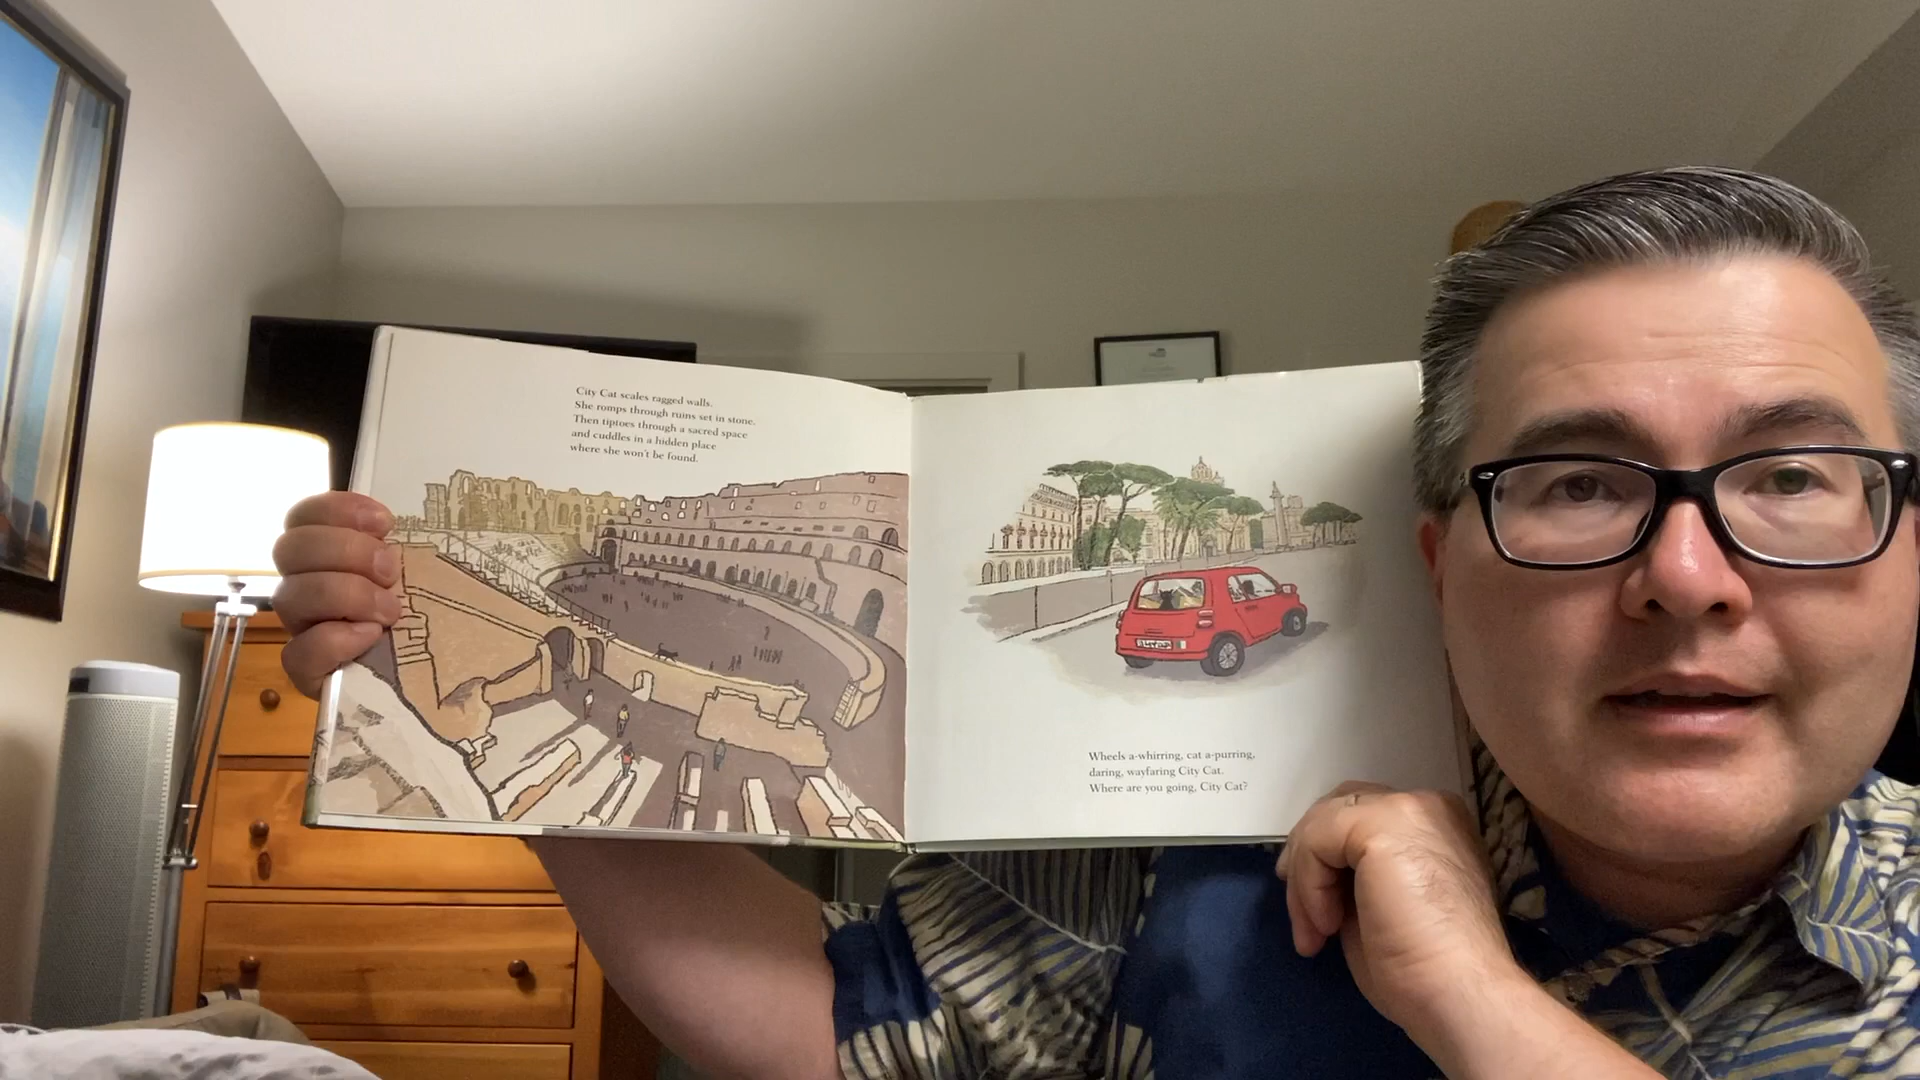 City Cat scales ragged walls.
She romps through ruins set in stone.
Then tiptoes through a sacred space
and cuddles in a hidden place
where she won't be found.
Wheels a-whirring, cat a-purring,
daring, wayfaring City Cat.
Where are you going, City Cat?